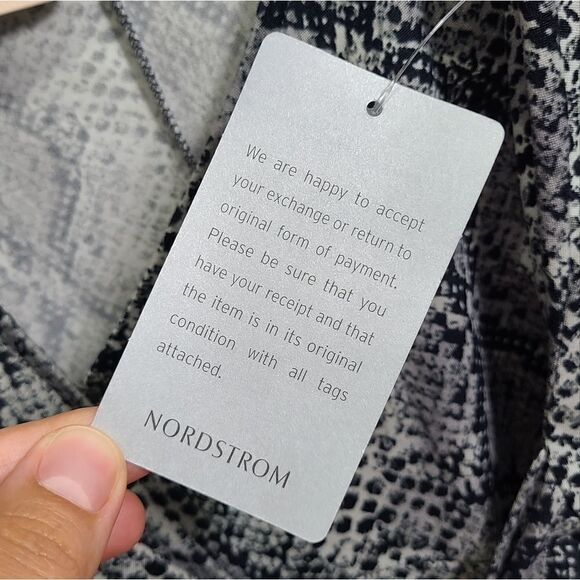 We are happy to accept
your exchange or return to
original form of payment.
Please be sure that you
have your receipt and that
the item is in its original
condition with all tags
attached.
NORDSTROM